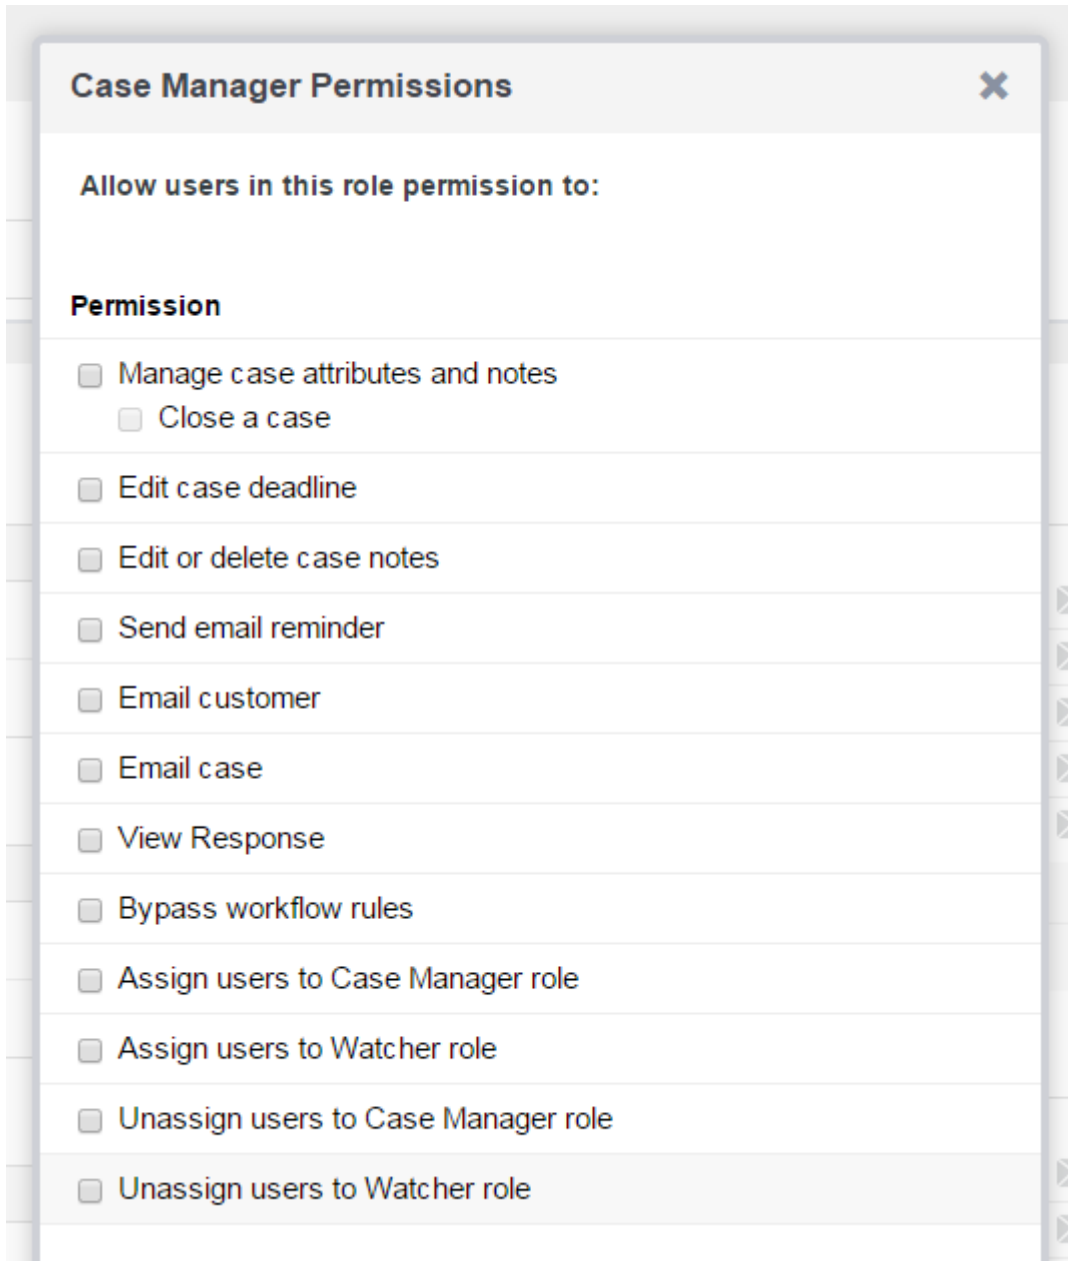 Case Manager Permissions
Allow users in this role permission to:
Permission
Manage case attributes and notes
Close a case
Edit case deadline
Edit or delete case notes
Send email reminder
Email customer
Email case
View Response
Bypass workflow rules
Assign users to Case Manager role
Assign users to Watcher role
Unassign users to Case Manager role
Unassign users to Watcher role